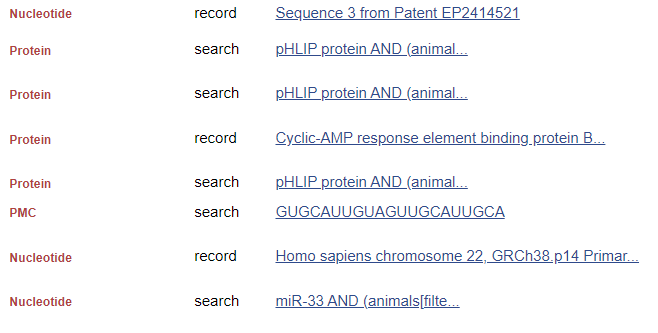 Nucleotide record Sequence 3 from Patent EP2414521
Protein search pHLIP protein AND (animal...
Protein search pHLIP protein AND (animal...
Protein record Cyclic-AMP response element binding protein B...
Protein search pHLIP protein AND (animal...
PMC search GUGCAUUGUAGUUGCAUUGCA
Nucleotide record Homo sapiens chromosome 22, GRCh38.p14 Primar...
Nucleotide search miR-33 AND (animals[filte...